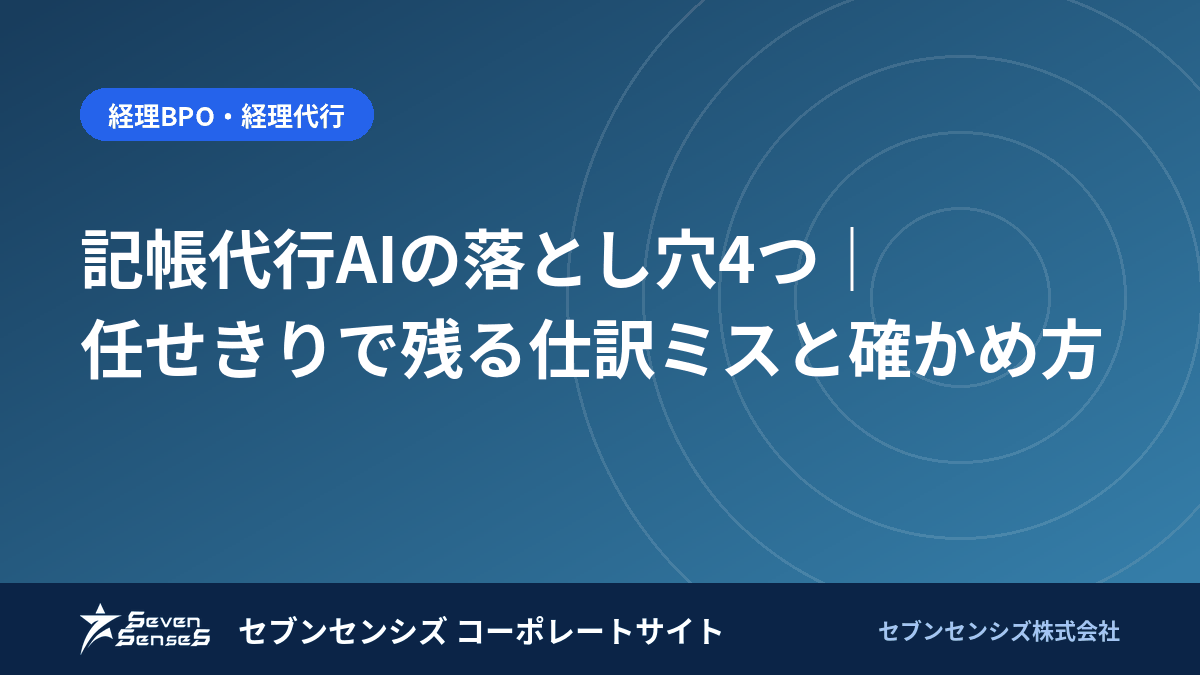 経理BPO・経理代行
記帳代行AIの落とし穴4つ｜
任せきりで残る仕訳ミスと確かめ方
Seven
Senses
セブンセンシズ コーポレートサイト
セブンセンシズ株式会社